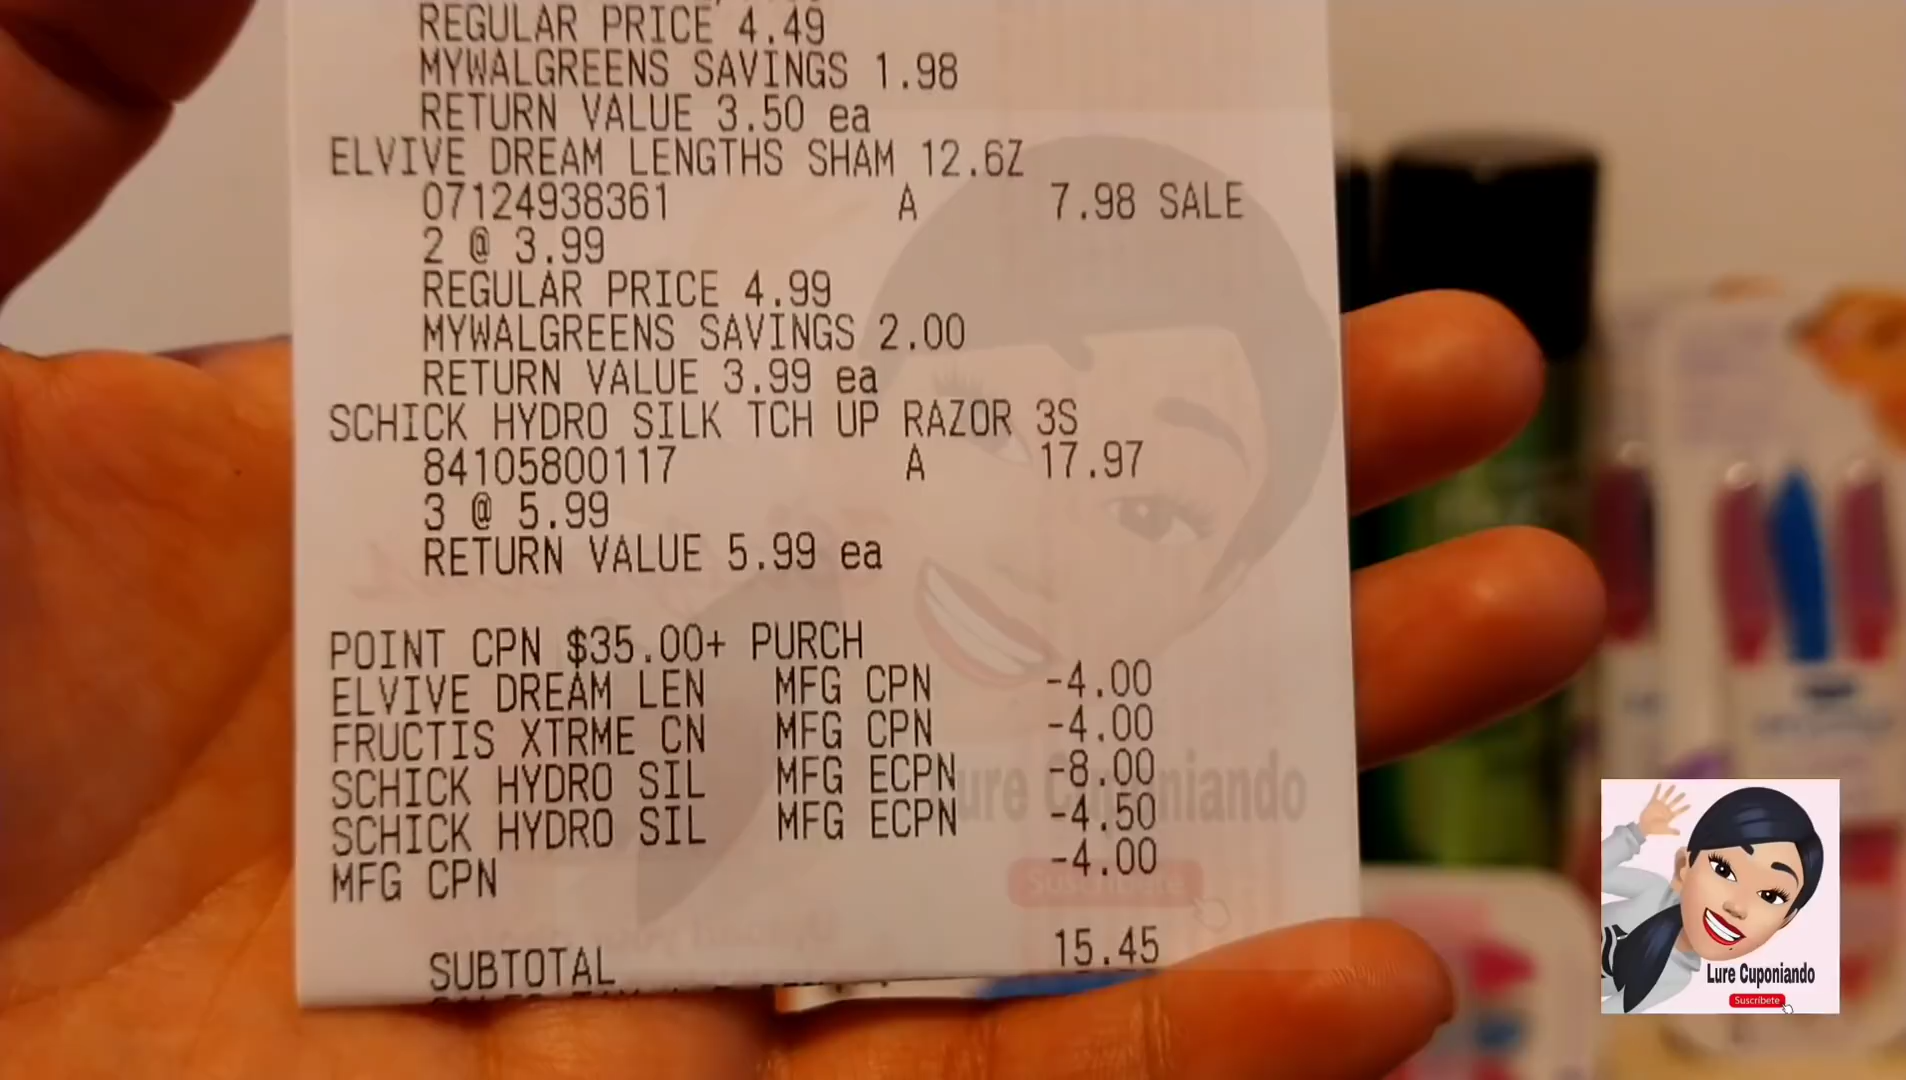 REGULAR PRICE 4.49
MYWALGREENS SAVINGS 1.98
RETURN VALUE 3.50 ea
ELVIVE DREAM LENGTHS SHAM 12.6Z
07124938361 A 7.98 SALE
2 @ 3.99
REGULAR PRICE 4.99
MYWALGREENS SAVINGS 2.00
RETURN VALUE 3.99 ea
SCHICK HYDRO SILK TCH UP RAZOR 3S
84105800117 A 17.97
3 @ 5.99
RETURN VALUE 5.99 ea
POINT CPN $35.00+ PURCH
ELVIVE DREAM LEN MFG CPN -4.00
FRUCTIS XTRME CN MFG CPN -4.00
SCHICK HYDRO SIL MFG ECPN -8.00
SCHICK HYDRO SIL MFG ECPN -4.50
MFG CPN -4.00
SUBTOTAL 15.45
Lure Cuponiando
Suscribete
Lure Cuponiando
Suscribete